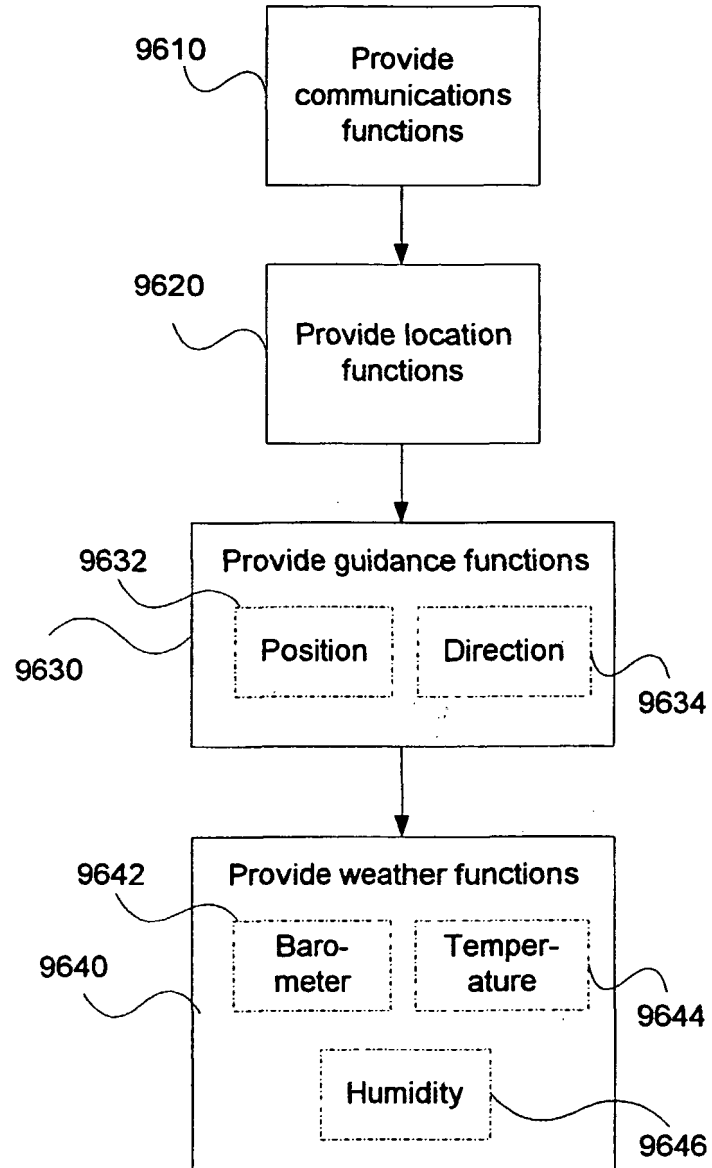 9610
Provide
communications
functions
9620
Provide location
functions
9632
Provide guidance functions
Position
Direction
9630
9634
9642
Provide weather functions
Baro-
meter
Temper-
ature
9640
9644
Humidity
9646